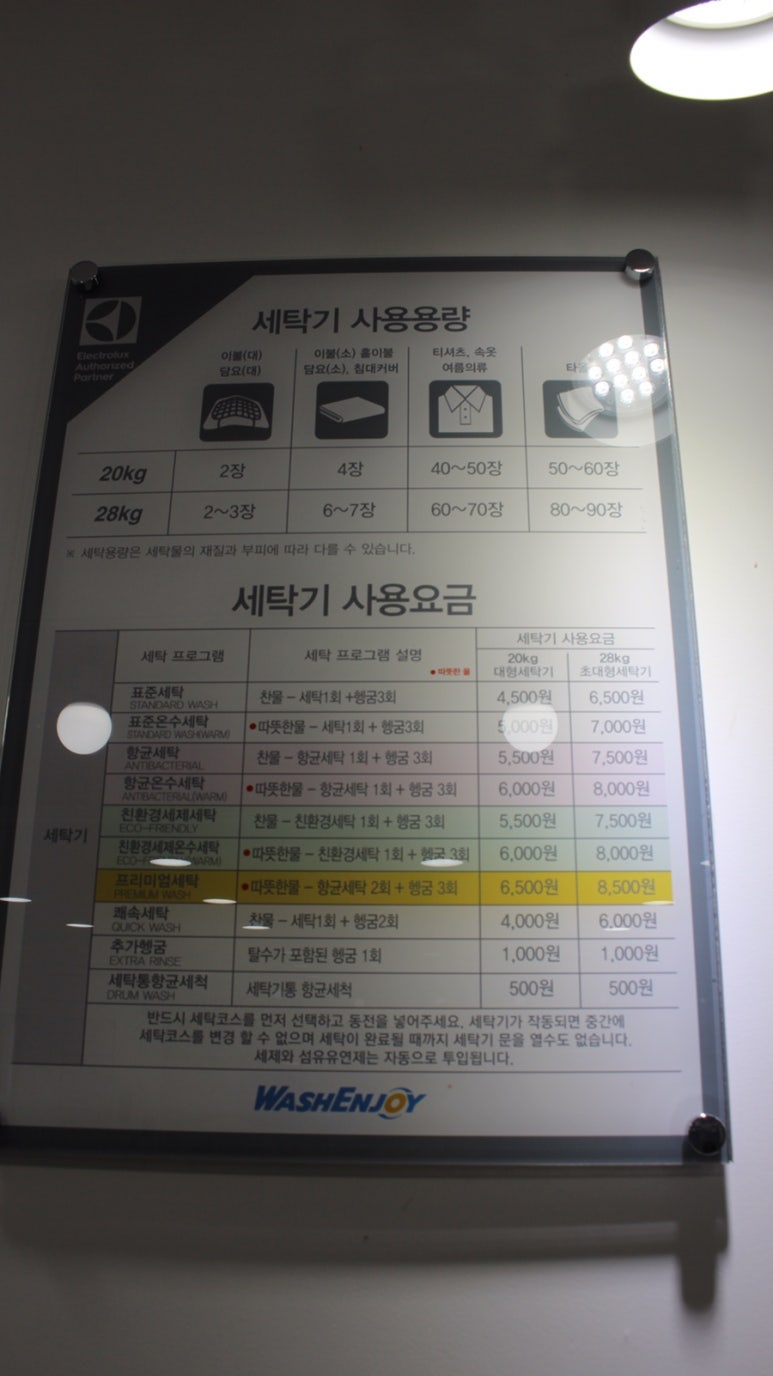 Electrolux
Authorized
Partner
세탁기 사용용량
이불(대)
담요(대)
이불(소) 홑이불
담요(소), 침대커버
티셔츠, 속옷
여름의류
20kg 2장 4장 40~50장 50~60장
28kg 2~3장 6~7장 60~70장 80~90장
※ 세탁용량은 세탁물의 재질과 부피에 따라 다를 수 있습니다.
세탁기 사용요금
세탁기
세탁 프로그램
세탁 프로그램 설명
• 따뜻한 물
세탁기 사용요금
20kg
대형세탁기
28kg
초대형세탁기
표준세탁
STANDARD WASH
찬물 - 세탁1회 +헹굼3회 4,500원 6,500원
표준온수세탁
STANDARD WASH(WARM)
•따뜻한물 - 세탁1회 + 헹굼3회 5,000원 7,000원
항균세탁
ANTIBACTERIAL
찬물 - 항균세탁 1회 + 헹굼 3회 5,500원 7,500원
항균온수세탁
ANTIBACTERIAL(WARM)
•따뜻한물 - 항균세탁 1회 + 헹굼 3회 6,000원 8,000원
친환경세제세탁
ECO-FRIENDLY
찬물 - 친환경세탁 1회 + 헹굼 3회 5,500원 7,500원
친환경세제온수세탁
•따뜻한물 - 친환경세탁 1회 + 헹굼 3회 6,000원 8,000원
프리미엄세탁
PREMIUM WASH
•따뜻한물 - 항균세탁 2회 + 헹굼 3회 6,500원 8,500원
쾌속세탁
QUICK WASH
찬물 - 세탁1회 + 헹굼2회 4,000원 6,000원
추가헹굼
EXTRA RINSE
탈수가 포함된 헹굼 1회 1,000원 1,000원
세탁통항균세척
DRUM WASH
세탁기통 항균세척 500원 500원
반드시 세탁코스를 먼저 선택하고 동전을 넣어주세요. 세탁기가 작동되면 중간에
세탁코스를 변경 할 수 없으며 세탁이 완료될 때까지 세탁기 문을 열수도 없습니다.
세제와 섬유유연제는 자동으로 투입됩니다.
WASHENJOY